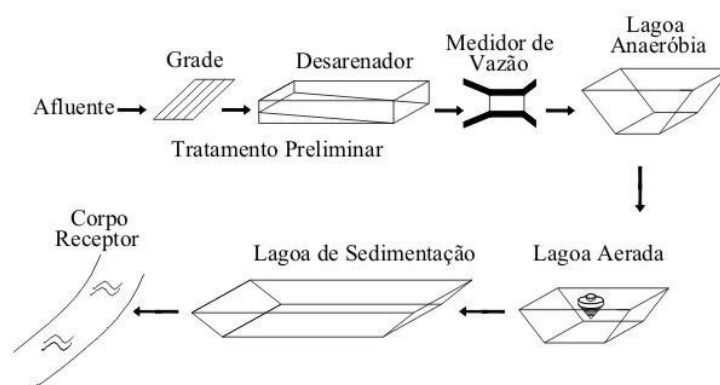 Afluente
Grade
Desarenador
Tratamento Preliminar
Medidor de
Vazão
Lagoa
Anaeróbia
Lagoa Aerada
Lagoa de Sedimentação
Corpo
Receptor